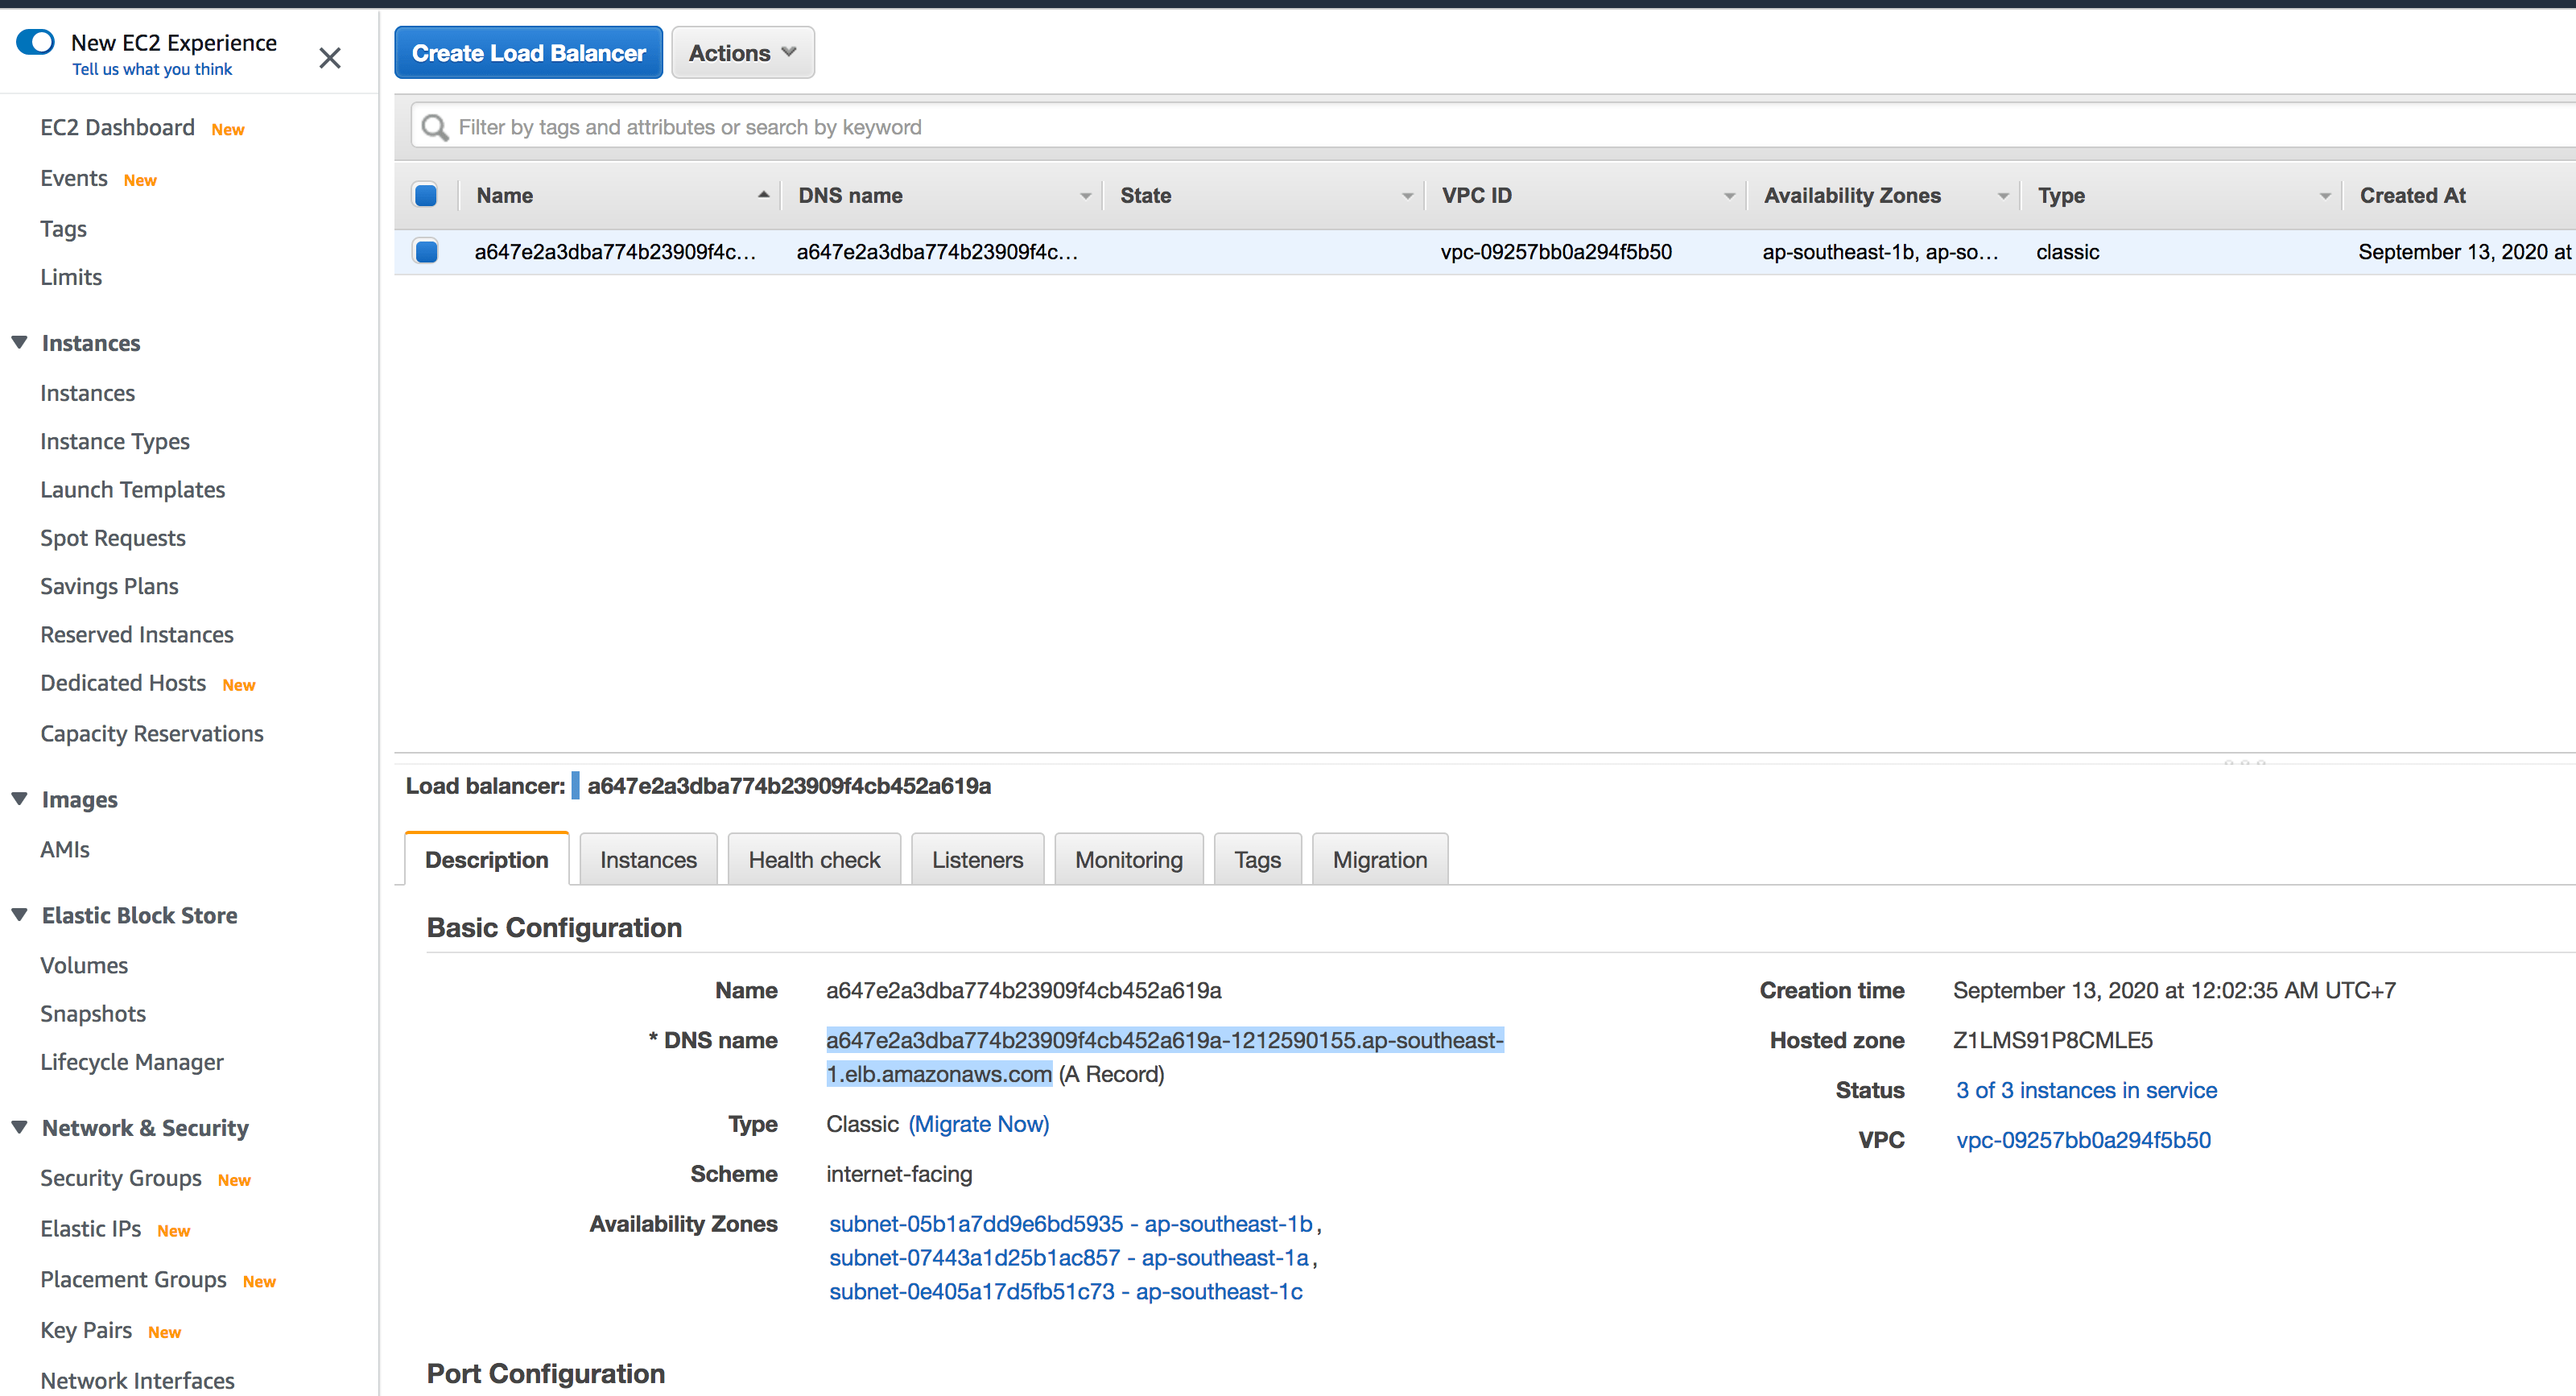 New EC2 Experience
Tell us what you think
EC2 Dashboard New
Events New
Tags
Limits
Instances
Instances
Instance Types
Launch Templates
Spot Requests
Savings Plans
Reserved Instances
Dedicated Hosts New
Capacity Reservations
Images
AMIs
Elastic Block Store
Volumes
Snapshots
Lifecycle Manager
Network & Security
Security Groups New
Elastic IPs New
Placement Groups New
Key Pairs New
Network Interfaces
Create Load Balancer Actions
Filter by tags and attributes or search by keyword
Name DNS name State VPC ID Availability Zones Type Created At
a647e2a3dba774b23909f4c... a647e2a3dba774b23909f4c... vpc-09257bb0a294f5b50 ap-southeast-1b, ap-so... classic September 13, 2020 at
Load balancer: a647e2a3dba774b23909f4cb452a619a
Description Instances Health check Listeners Monitoring Tags Migration
Basic Configuration
Name a647e2a3dba774b23909f4cb452a619a
* DNS name a647e2a3dba774b23909f4cb452a619a-1212590155.ap-southeast-
1.elb.amazonaws.com (A Record)
Type Classic (Migrate Now)
Scheme internet-facing
Availability Zones subnet-05b1a7dd9e6bd5935 - ap-southeast-1b,
subnet-07443a1d25b1ac857 - ap-southeast-1a,
subnet-0e405a17d5fb51c73 - ap-southeast-1c
Creation time September 13, 2020 at 12:02:35 AM UTC+7
Hosted zone Z1LMS91P8CMLE5
Status 3 of 3 instances in service
VPC vpc-09257bb0a294f5b50
Port Configuration